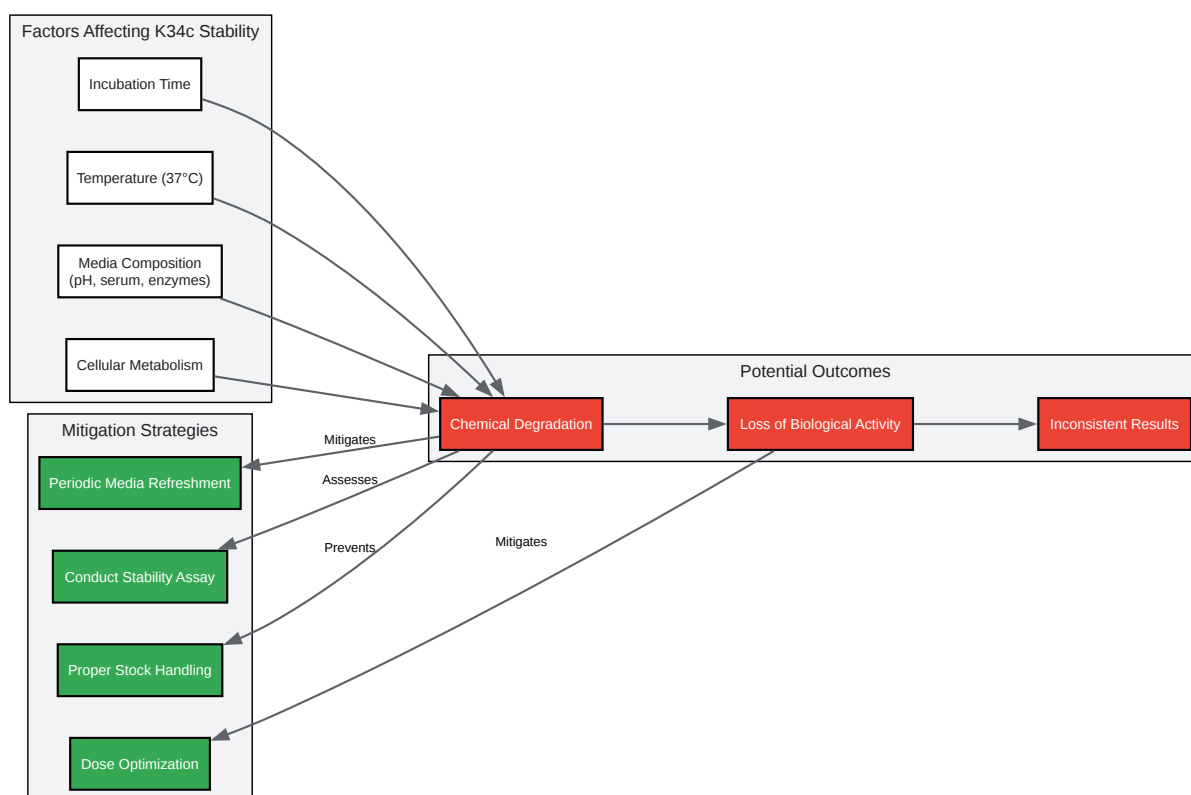 Factors Affecting K34c Stability
Incubation Time
Temperature (37°C)
Media Composition
(pH, serum, enzymes)
Cellular Metabolism
Potential Outcomes
Chemical Degradation
Loss of Biological Activity
Inconsistent Results
Mitigation Strategies
Periodic Media Refreshment
Conduct Stability Assay
Proper Stock Handling
Dose Optimization
Mitigates
Assesses
Prevents
Mitigates